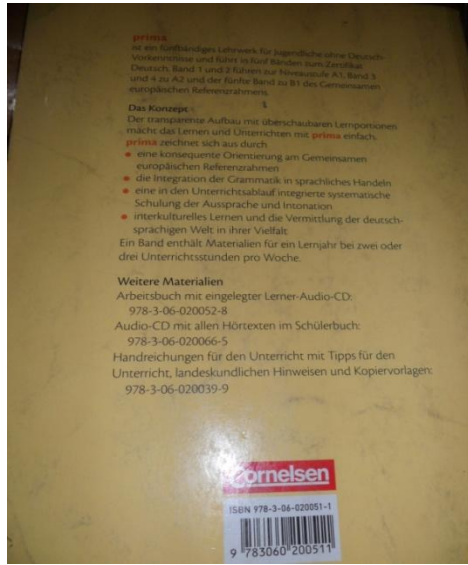 prima
ist ein fünfbändiges Lehrwerk für Jugendliche ohne Deutsch-
Vorkenntnisse und führt in fünf Bänden zum Zertifikat
Deutsch. Band 1 und 2 führen zur Niveaustufe A1, Band 3
und 4 zu A2 und der fünfte Band zu B1 des Gemeinsamen
europäischen Referenzrahmens.
Das Konzept
Der transparente Aufbau mit überschaubaren Lernportionen
macht das Lernen und Unterrichten mit prima einfach.
prima zeichnet sich aus durch
• eine konsequente Orientierung am Gemeinsamen
europäischen Referenzrahmen
• die Integration der Grammatik in sprachliches Handeln
• eine in den Unterrichtsablauf integrierte systematische
Schulung der Aussprache und Intonation
• interkulturelles Lernen und die Vermittlung der deutsch-
sprachigen Welt in ihrer Vielfalt
Ein Band enthält Materialien für ein Lernjahr bei zwei oder
drei Unterrichtsstunden pro Woche.
Weitere Materialien
Arbeitsbuch mit eingelegter Lerner-Audio-CD:
978-3-06-020052-8
Audio-CD mit allen Hörtexten im Schülerbuch:
978-3-06-020066-5
Handreichungen für den Unterricht mit Tipps für den
Unterricht, landeskundlichen Hinweisen und Kopiervorlagen:
978-3-06-020039-9
Cornelsen
ISBN 978-3-06-020051-1
9 783060 200511